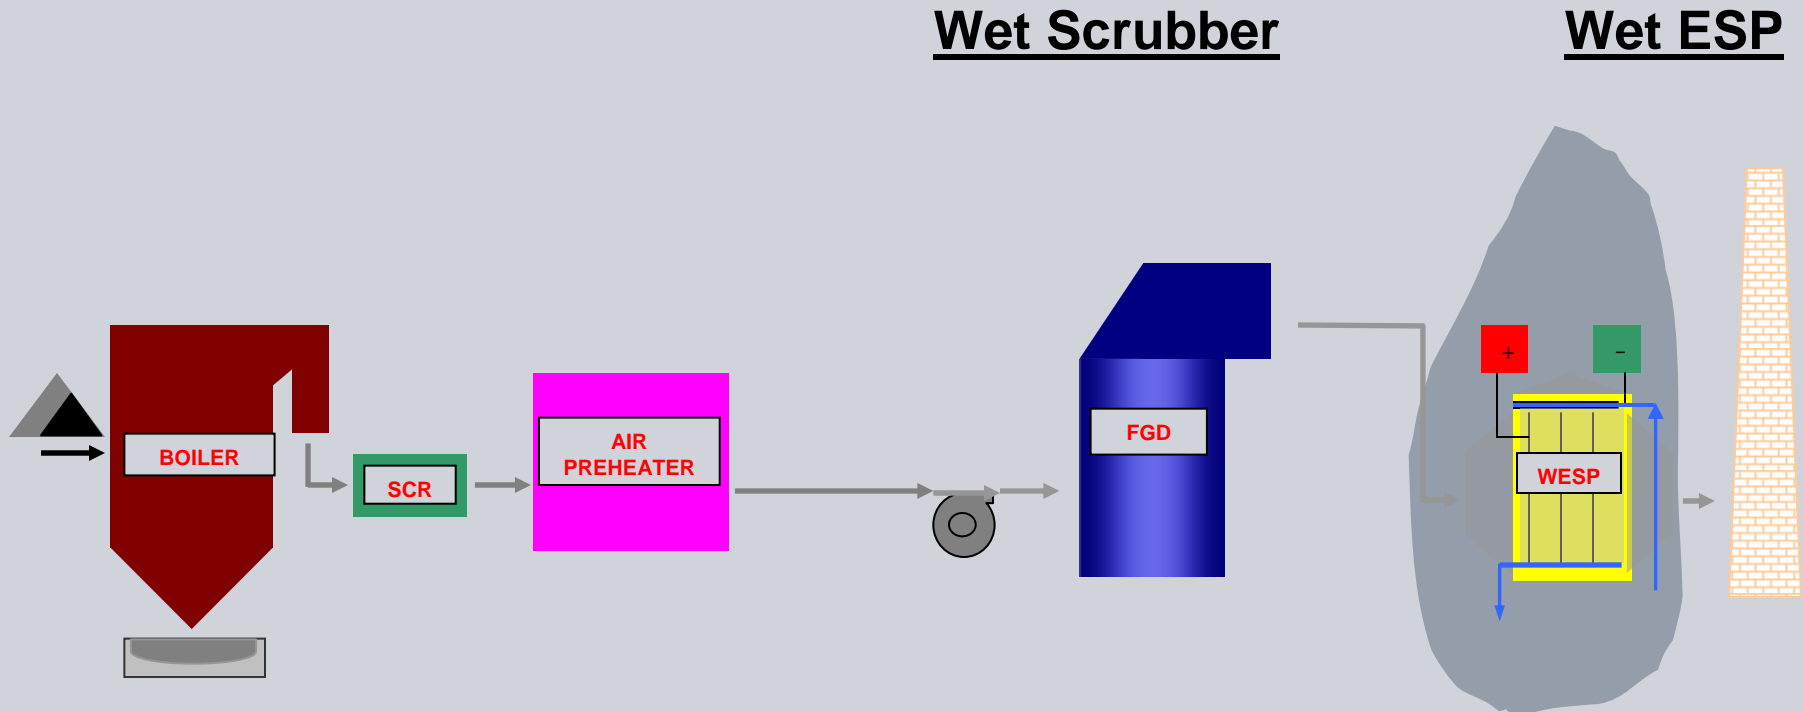 Wet Scrubber
Wet ESP
+
-
BOILER
SCR
AIR
PREHEATER
FGD
WESP